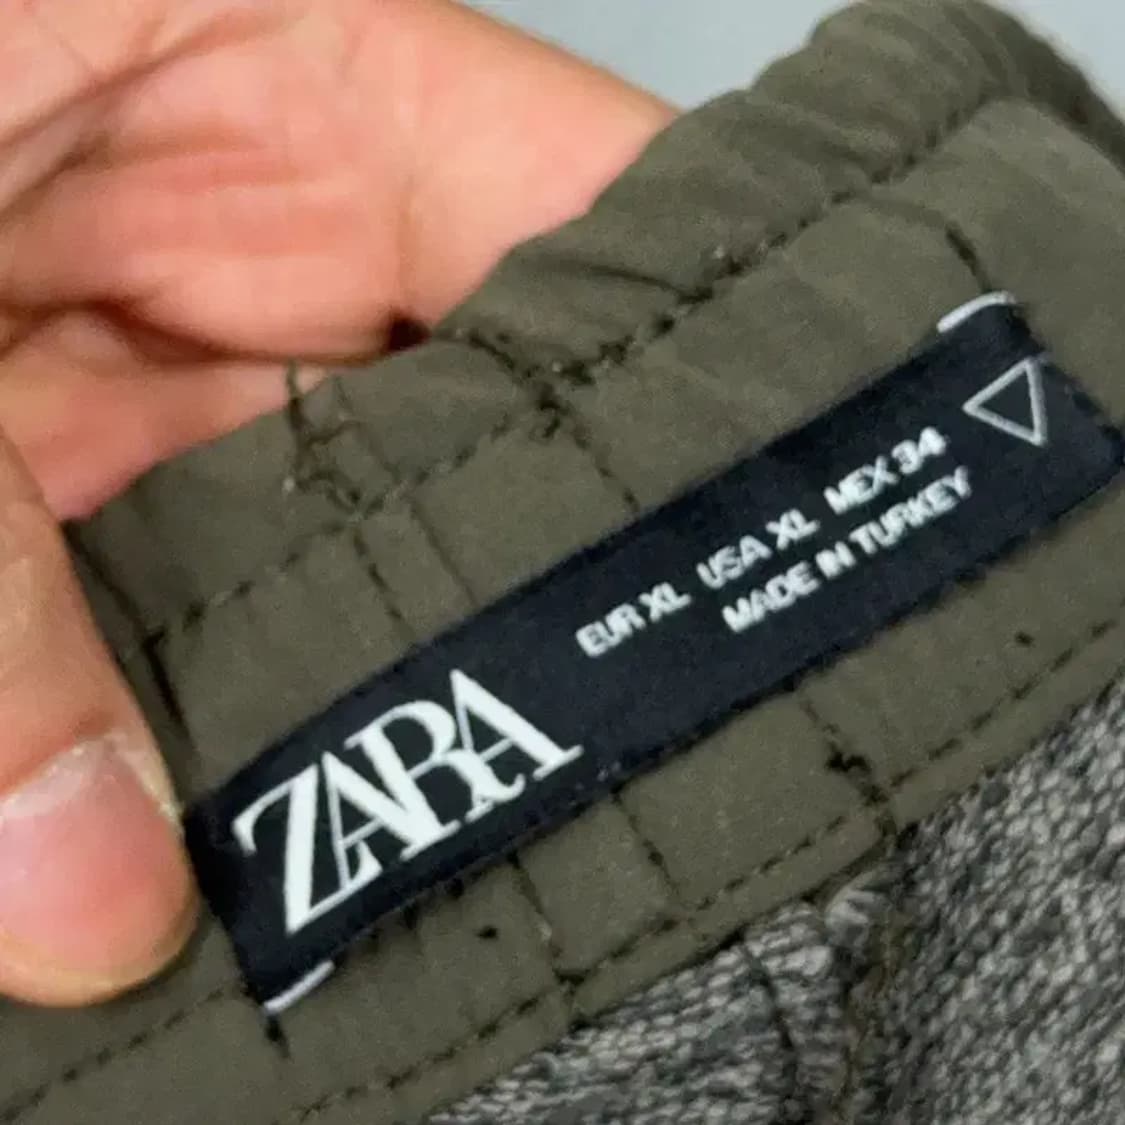 ZARA
EUR XL USA XL MEX 34
MADE IN TURKEY